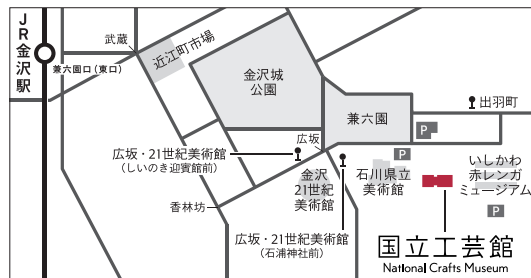 JR金沢駅
武蔵
兼六園口(東口)
近江町市場
金沢城
公園
兼六園
出羽町
P
広坂
広坂・21世紀美術館
(しいのき迎賓館前)
P
金沢
21世紀
美術館
石川県立
美術館
いしかわ
赤レンガ
ミュージアム
香林坊
P
広坂・21世紀美術館
(石浦神社前)
国立工芸館
National Crafts Museum